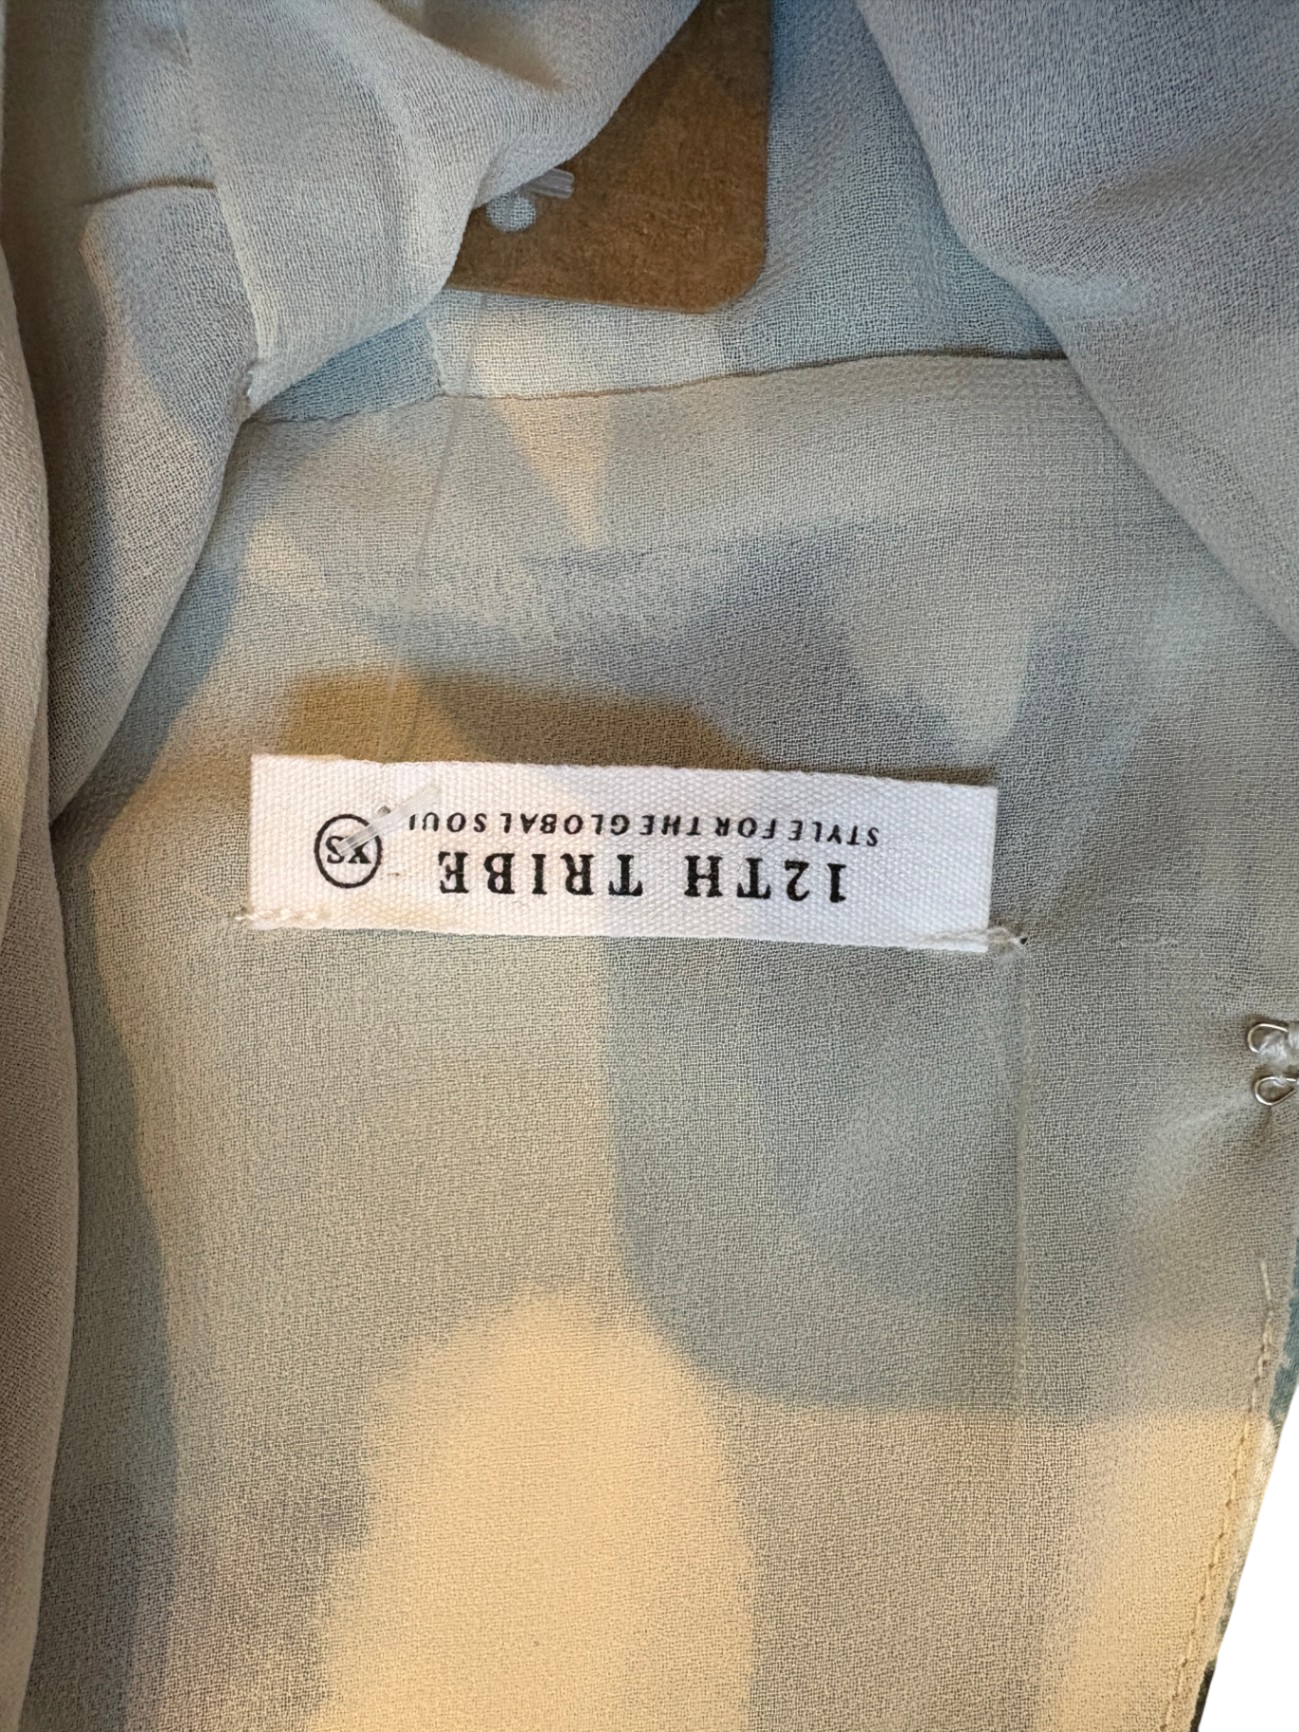 12TH TRIBE
STYLE FOR THE GLOBAL SOUL
XS